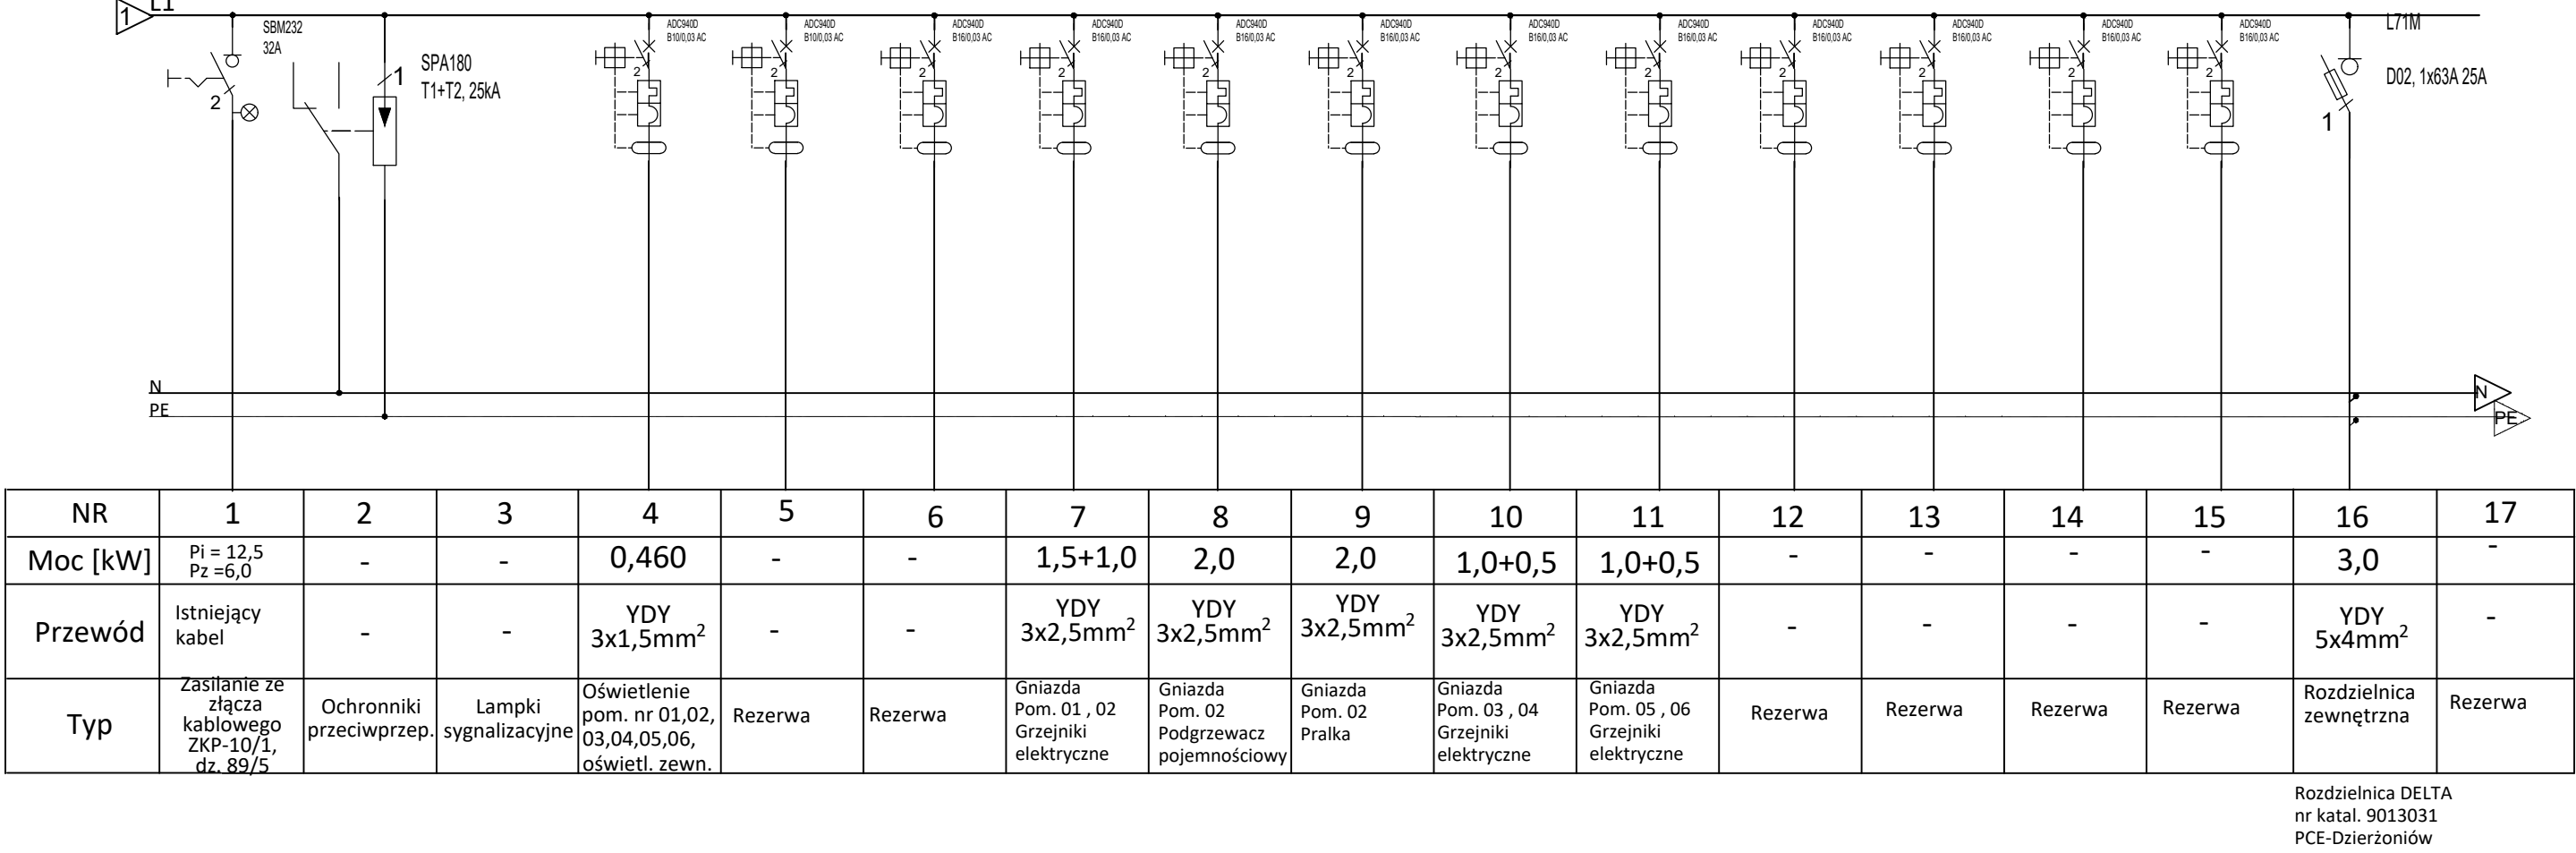 1
L1
SBM232
32A
2
SPA180
T1+T2, 25kA
1
ADC940D
B10/0,03 AC
2
ADC940D
B10/0,03 AC
2
ADC940D
B16/0,03 AC
2
ADC940D
B16/0,03 AC
2
ADC940D
B16/0,03 AC
2
ADC940D
B16/0,03 AC
2
ADC940D
B16/0,03 AC
2
ADC940D
B16/0,03 AC
2
ADC940D
B16/0,03 AC
2
ADC940D
B16/0,03 AC
2
ADC940D
B16/0,03 AC
2
ADC940D
B16/0,03 AC
2
L71M
D02, 1x63A 25A
1
N
PE
N
PE
NR 1 2 3 4 5 6 7 8 9 10 11 12 13 14 15 16 17
Moc [kW]
Pi = 12,5
Pz =6,0
- - 0,460 - - 1,5+1,0 2,0 2,0 1,0+0,5 1,0+0,5 - - - - 3,0 -
Przewód
Istniejący
kabel
-
-
YDY
3x1,5mm²
-
-
YDY
3x2,5mm²
YDY
3x2,5mm²
YDY
3x2,5mm²
YDY
3x2,5mm²
YDY
3x2,5mm²
-
-
-
-
YDY
5x4mm²
-
Typ
Zasilanie ze
złącza
kablowego
ZKP-10/1,
dz. 89/5
Ochronniki
przeciwprzep.
Lampki
sygnalizacyjne
Oświetlenie
pom. nr 01,02,
03,04,05,06,
oświetl. zewn.
Rezerwa
Rezerwa
Gniazda
Pom. 01 , 02
Grzejniki
elektryczne
Gniazda
Pom. 02
Podgrzewacz
pojemnościowy
Gniazda
Pom. 02
Pralka
Gniazda
Pom. 03 , 04
Grzejniki
elektryczne
Gniazda
Pom. 05 , 06
Grzejniki
elektryczne
Rezerwa
Rezerwa
Rezerwa
Rezerwa
Rozdzielnica
zewnętrzna
Rezerwa
Rozdzielnica DELTA
nr katal. 9013031
PCE-Dzierżoniów